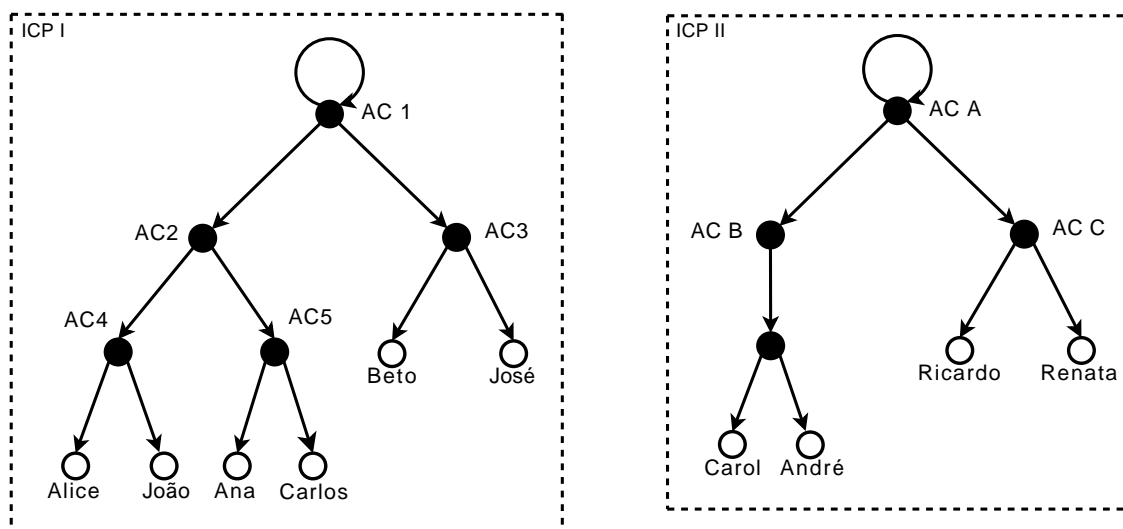 ICP I
AC 1
AC2
AC3
AC4
AC5
Beto
José
Alice
João
Ana
Carlos
ICP II
AC A
AC B
AC C
Ricardo
Renata
Carol
André